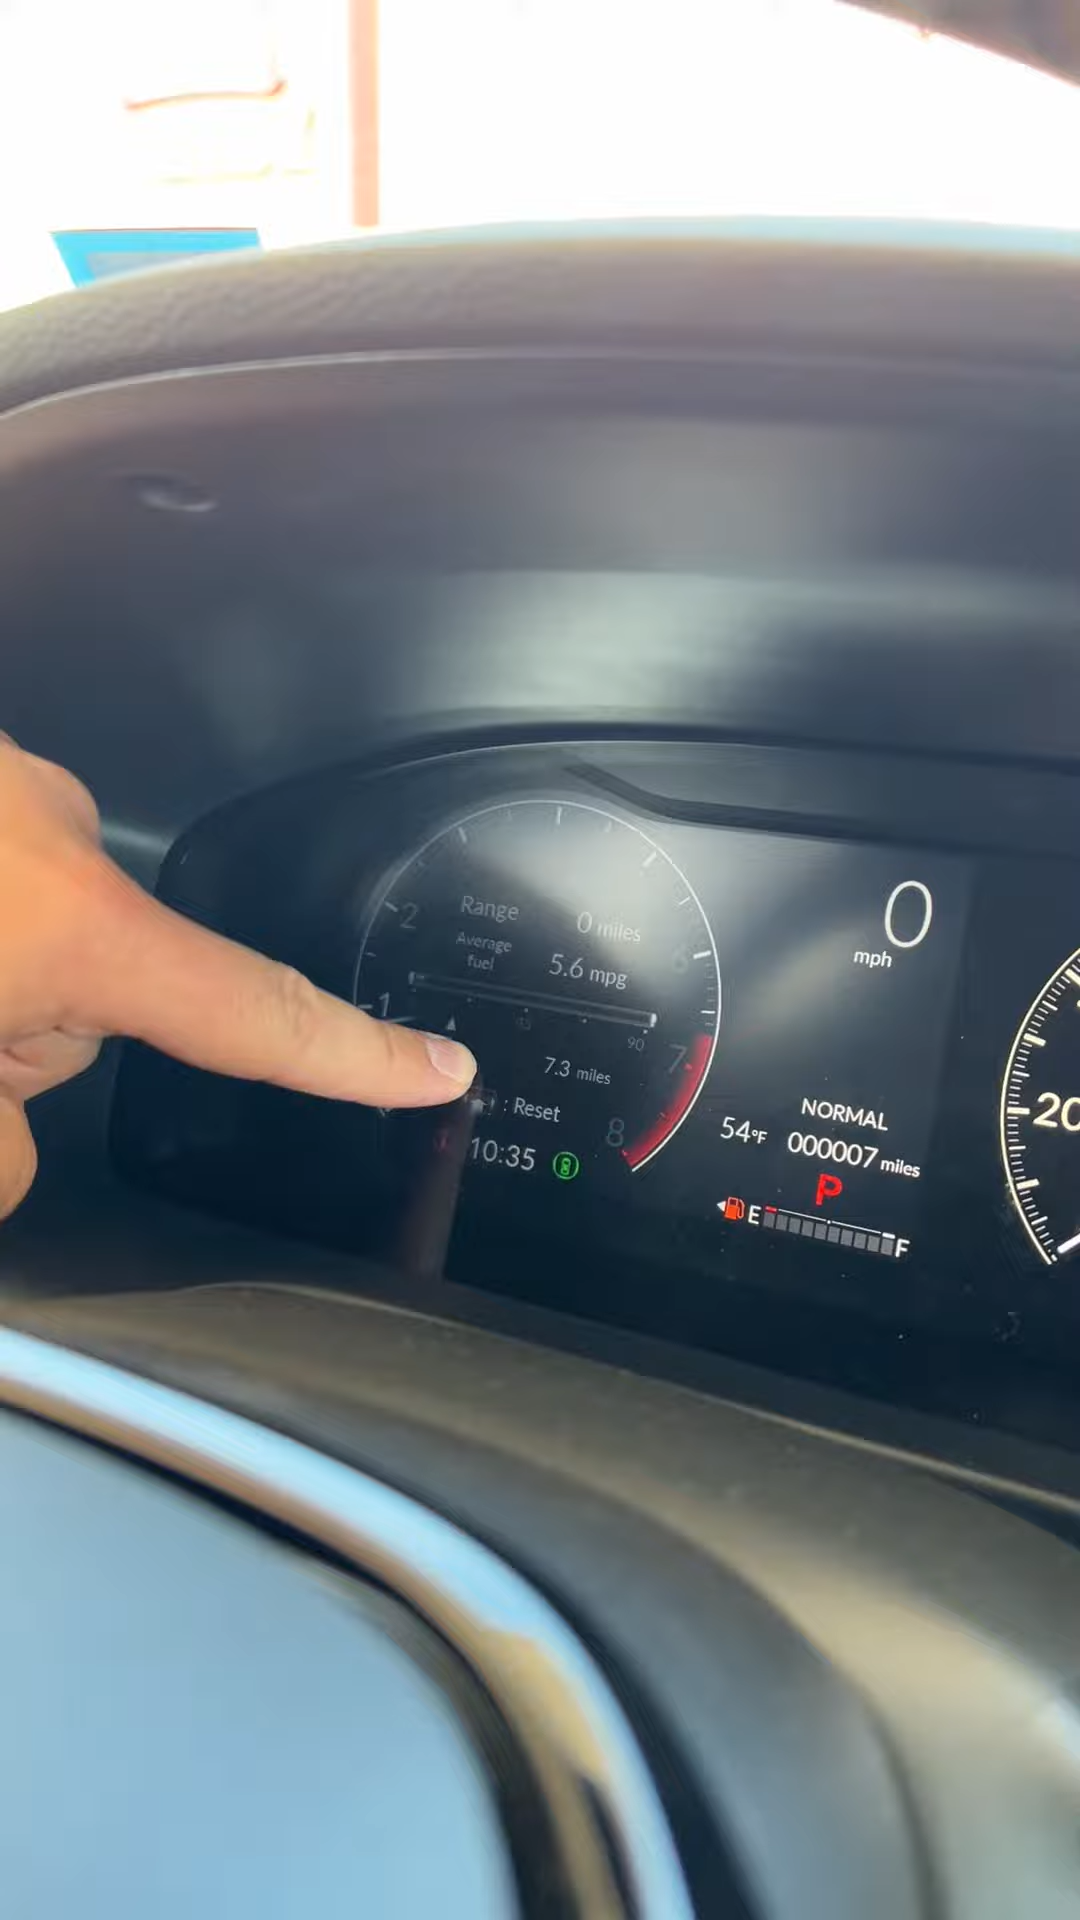 0
mph
Range 0 miles
2
Average
fuel
5.6 mpg
6
1
90
7
7.3 miles
: Reset
8
10:35
NORMAL
54°F 000007 miles
20
P
E
F